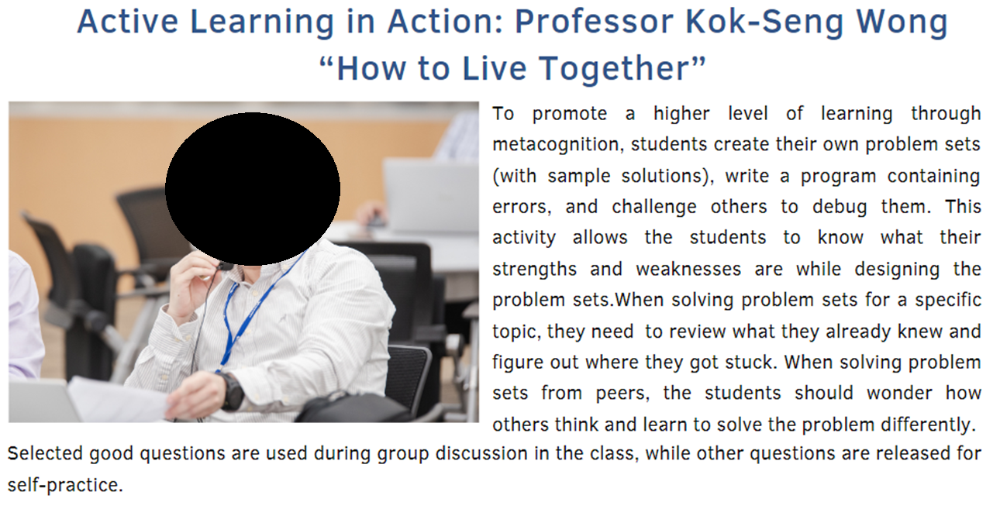 Active Learning in Action: Professor Kok-Seng Wong
“How to Live Together”
To promote a higher level of learning through
metacognition, students create their own problem sets
(with sample solutions), write a program containing
errors, and challenge others to debug them. This
activity allows the students to know what their
strengths and weaknesses are while designing the
problem sets.When solving problem sets for a specific
topic, they need  to review what they already knew and
figure out where they got stuck. When solving problem
sets from peers, the students should wonder how
others think and learn to solve the problem differently.
Selected good questions are used during group discussion in the class, while other questions are released for
self-practice.